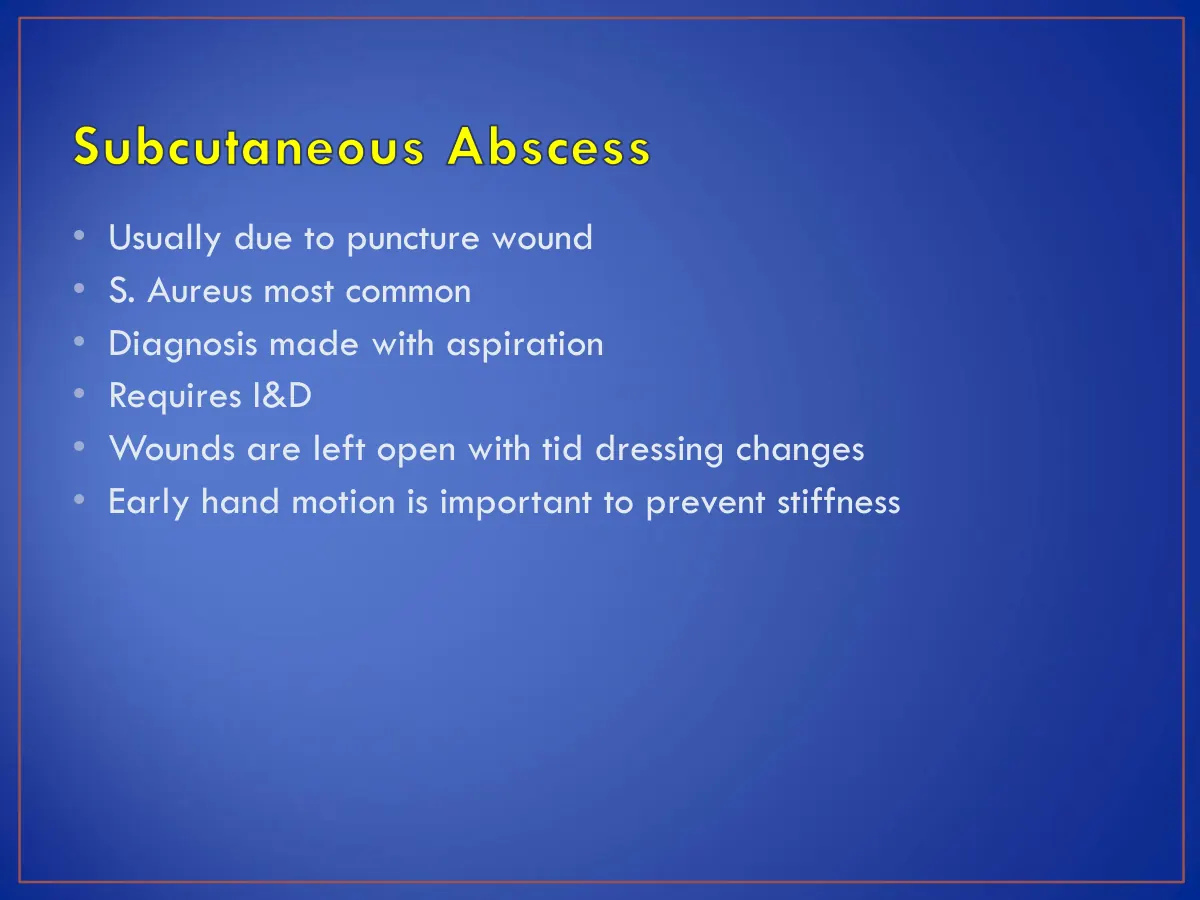 Subcutaneous Abscess
• Usually due to puncture wound
• S. Aureus most common
• Diagnosis made with aspiration
• Requires I&D
• Wounds are left open with tid dressing changes
• Early hand motion is important to prevent stiffness